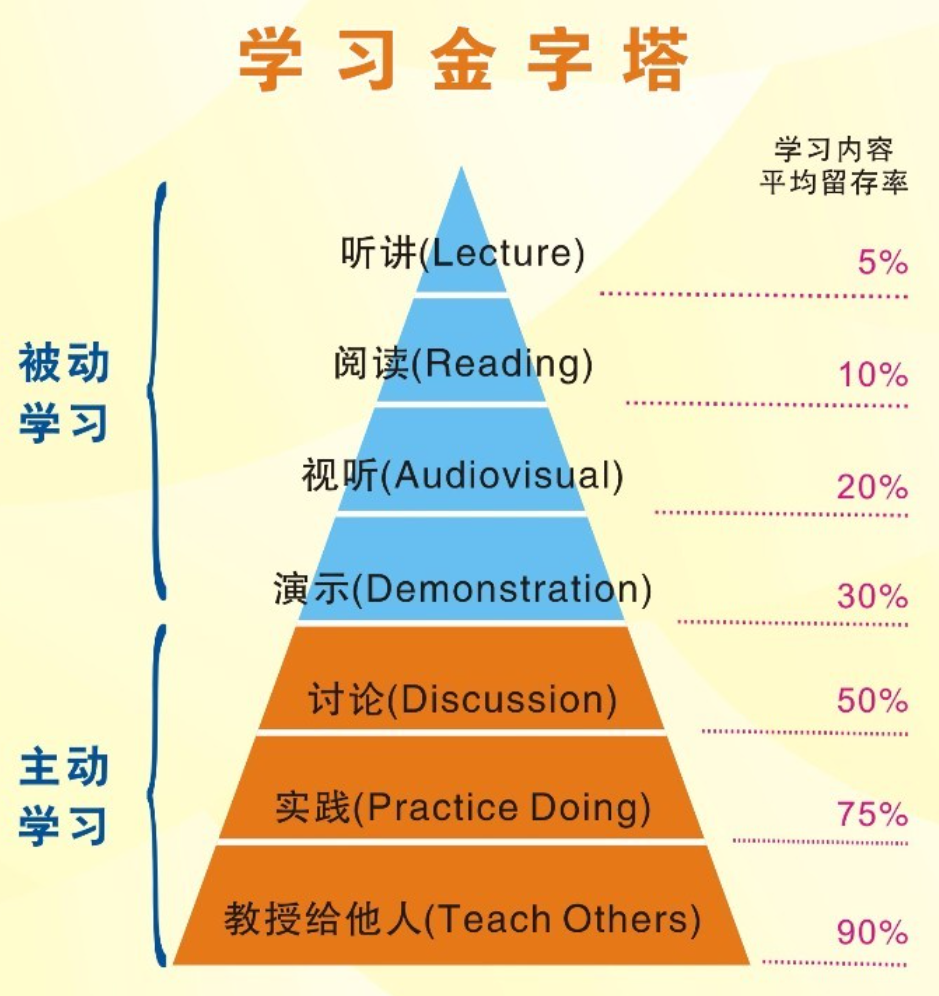 学习金字塔
学习内容
平均留存率
听讲(Lecture)
5%
阅读(Reading)
10%
被动
学习
视听(Audiovisual)
20%
演示(Demonstration)
30%
讨论(Discussion)
50%
主动
学习
实践(Practice Doing)
75%
教授给他人(Teach Others)
90%